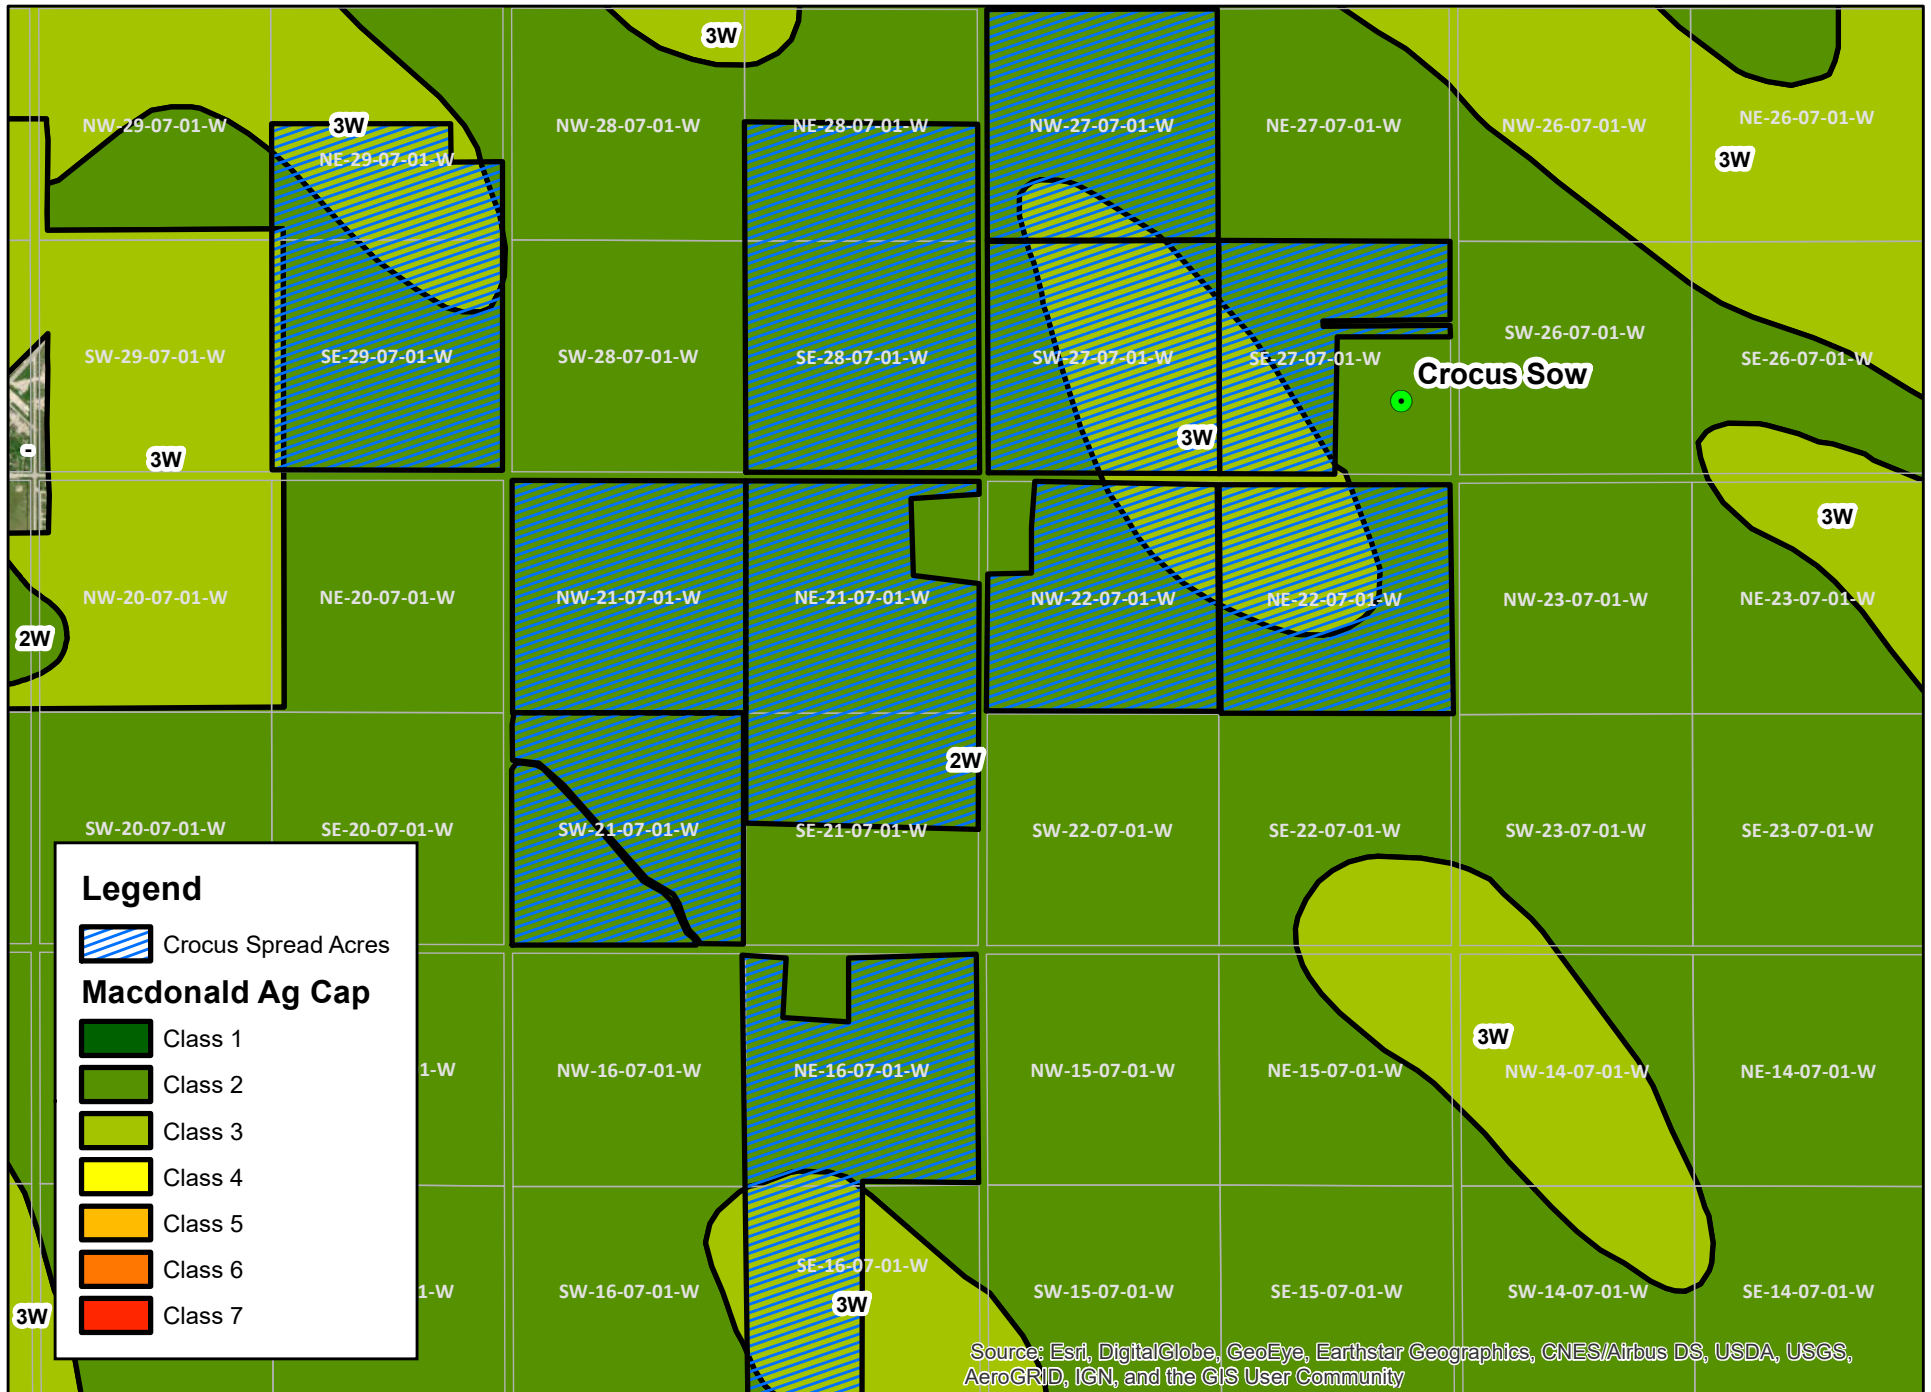 3W
NW-29-07-01-W
3W
NE-29-07-01-W
NW-28-07-01-W
NE-28-07-01-W
NW-27-07-01-W
NE-27-07-01-W
NW-26-07-01-W
NE-26-07-01-W
3W
SW-29-07-01-W
SE-29-07-01-W
SW-28-07-01-W
SE-28-07-01-W
SW-27-07-01-W
SE-27-07-01-W
SW-26-07-01-W
SE-26-07-01-W
Crocus Sow
-
3W
3W
3W
NW-20-07-01-W
NE-20-07-01-W
NW-21-07-01-W
NE-21-07-01-W
NW-22-07-01-W
NE-22-07-01-W
NW-23-07-01-W
NE-23-07-01-W
2W
2W
SW-20-07-01-W
SE-20-07-01-W
SW-21-07-01-W
SE-21-07-01-W
SW-22-07-01-W
SE-22-07-01-W
SW-23-07-01-W
SE-23-07-01-W
Legend
Crocus Spread Acres
Macdonald Ag Cap
Class 1
Class 2
Class 3
Class 4
Class 5
Class 6
Class 7
3W
1-W
NW-16-07-01-W
NE-16-07-01-W
NW-15-07-01-W
NE-15-07-01-W
NW-14-07-01-W
NE-14-07-01-W
1-W
SW-16-07-01-W
SE-16-07-01-W
SW-15-07-01-W
SE-15-07-01-W
SW-14-07-01-W
SE-14-07-01-W
3W
3W
Source: Esri, DigitalGlobe, GeoEye, Earthstar Geographics, CNES/Airbus DS, USDA, USGS,
AeroGRID, IGN, and the GIS User Community